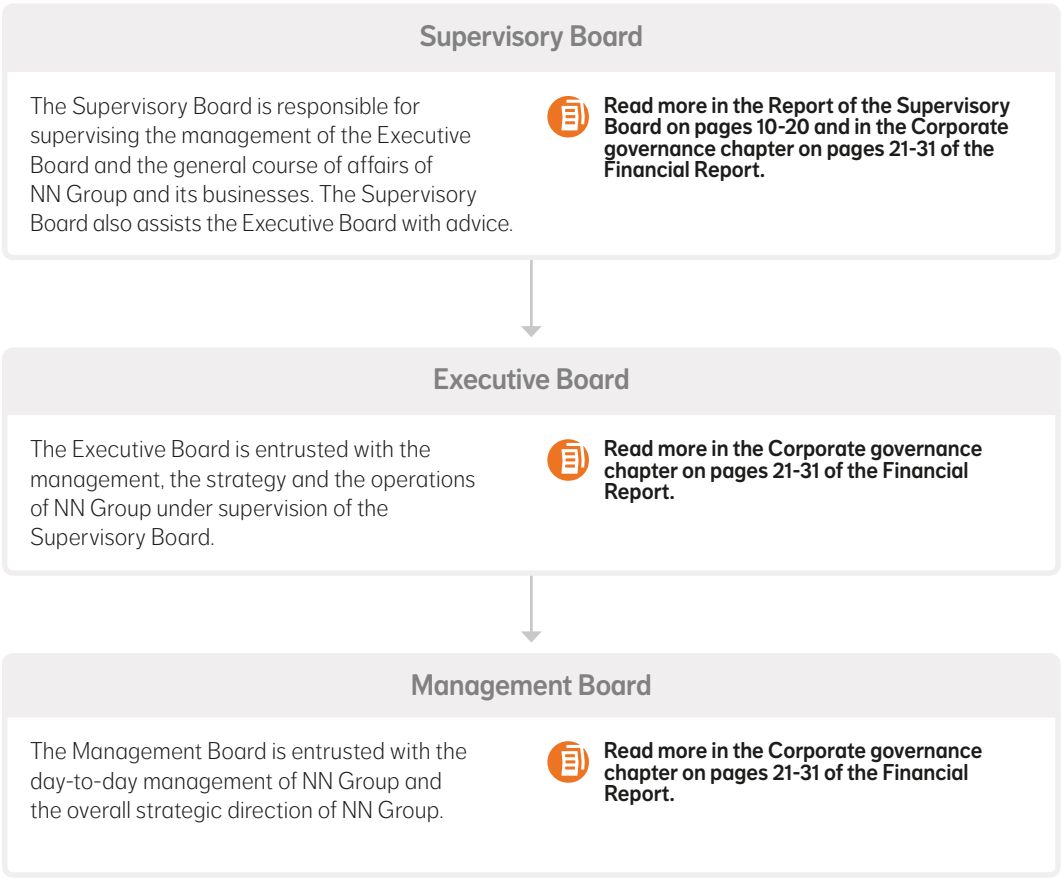 Supervisory Board
The Supervisory Board is responsible for
supervising the management of the Executive
Board and the general course of affairs of
NN Group and its businesses. The Supervisory
Board also assists the Executive Board with advice.
Read more in the Report of the Supervisory
Board on pages 10-20 and in the Corporate
governance chapter on pages 21-31 of the
Financial Report.
Executive Board
The Executive Board is entrusted with the
management, the strategy and the operations
of NN Group under supervision of the
Supervisory Board.
Read more in the Corporate governance
chapter on pages 21-31 of the Financial
Report.
Management Board
The Management Board is entrusted with the
day-to-day management of NN Group and
the overall strategic direction of NN Group.
Read more in the Corporate governance
chapter on pages 21-31 of the Financial
Report.